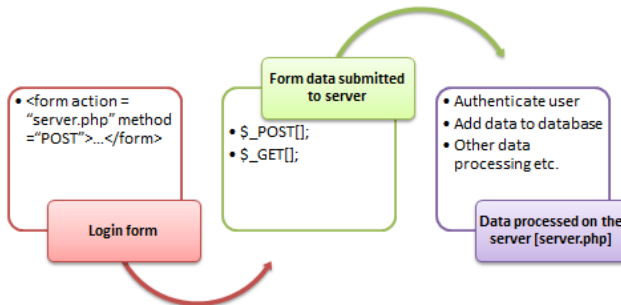 • <form action =
“server.php” method
=“POST”>...</form>
Login form
Form data submitted
to server
• $_POST[];
• $_GET[];
• Authenticate user
• Add data to database
• Other data
processing etc.
Data processed on the
server [server.php]